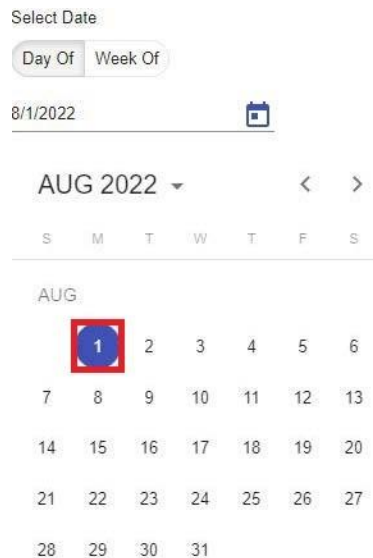 Select Date
Day Of Week Of
8/1/2022
AUG 2022
S M T W T F S
AUG
1 2 3 4 5 6
7 8 9 10 11 12 13
14 15 16 17 18 19 20
21 22 23 24 25 26 27
28 29 30 31